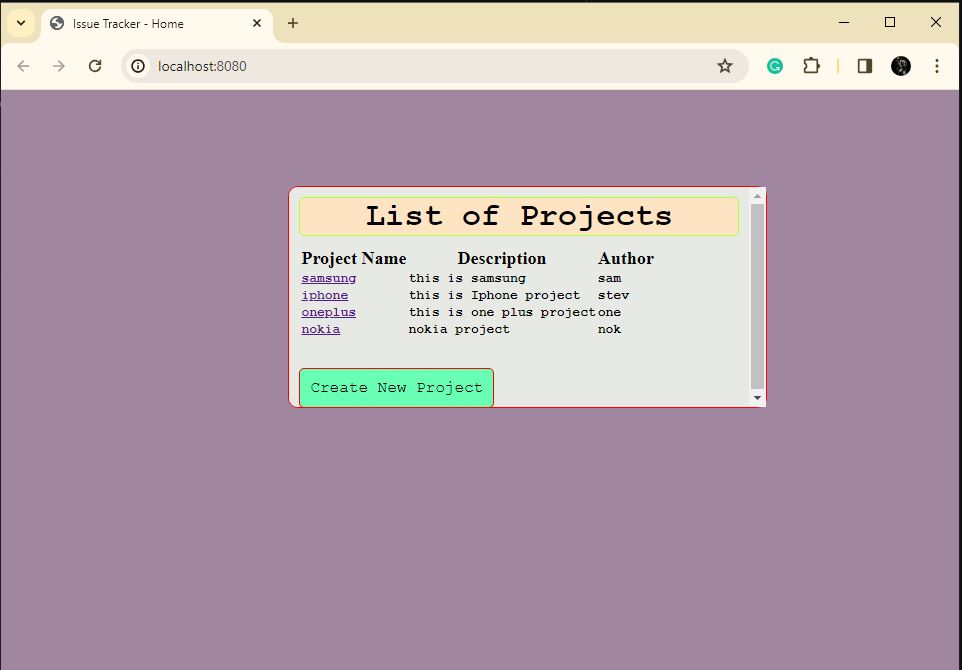 Issue Tracker - Home
localhost:8080
List of Projects
Project Name Description Author
samsung this is samsung sam
iphone this is Iphone project stev
oneplus this is one plus project one
nokia nokia project nok
Create New Project